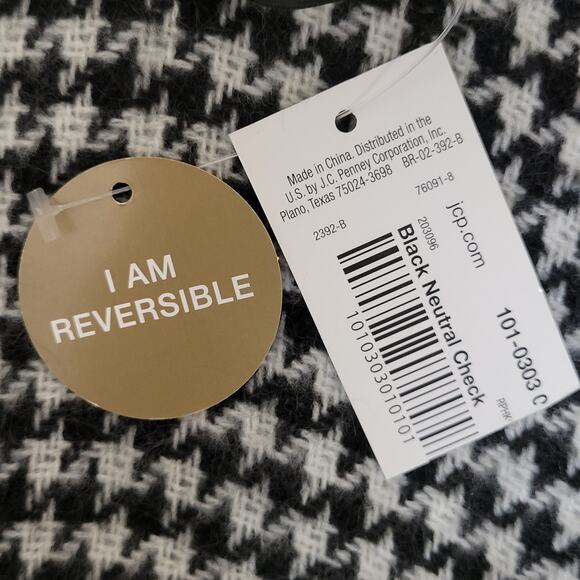 I AM
REVERSIBLE
Made in China. Distributed in the
U.S. by J.C. Penney Corporation, Inc.
Plano, Texas 75024-3698 BR-02-392-B
2392-B
76091-8
203096
jcp.com
Black Neutral Check
1010303010101
101-0303 C